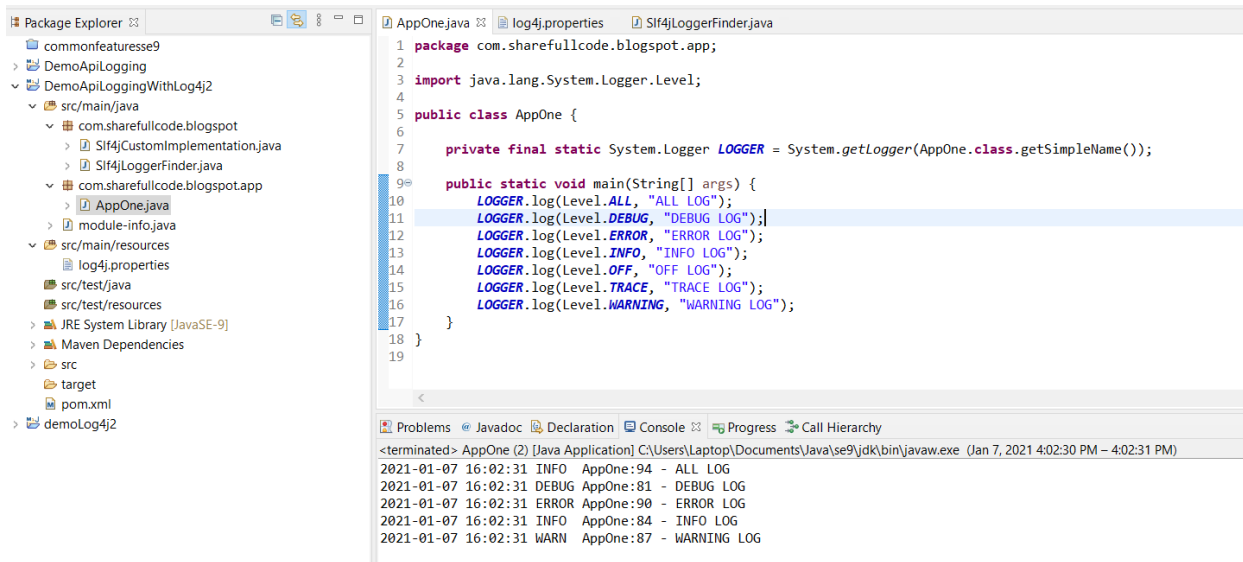 Package Explorer
commonfeaturesse9
DemoApiLogging
DemoApiLoggingWithLog4j2
src/main/java
com.sharefullcode.blogspot
Slf4jCustomImplementation.java
Slf4jLoggerFinder.java
com.sharefullcode.blogspot.app
AppOne.java
module-info.java
src/main/resources
log4j.properties
src/test/java
src/test/resources
JRE System Library [JavaSE-9]
Maven Dependencies
src
target
pom.xml
demoLog4j2
AppOne.java log4j.properties Slf4jLoggerFinder.java
1 package com.sharefullcode.blogspot.app;
2
3 import java.lang.System.Logger.Level;
4
5 public class AppOne {
6
7 private final static System.Logger LOGGER = System.getLogger(AppOne.class.getSimpleName());
8
9 public static void main(String[] args) {
10 LOGGER.log(Level.ALL, "ALL LOG");
11 LOGGER.log(Level.DEBUG, "DEBUG LOG");
12 LOGGER.log(Level.ERROR, "ERROR LOG");
13 LOGGER.log(Level.INFO, "INFO LOG");
14 LOGGER.log(Level.OFF, "OFF LOG");
15 LOGGER.log(Level.TRACE, "TRACE LOG");
16 LOGGER.log(Level.WARNING, "WARNING LOG");
17 }
18 }
19
Problems @ Javadoc Declaration Console Progress Call Hierarchy
<terminated> AppOne (2) [Java Application] C:\Users\Laptop\Documents\Java\se9\jdk\bin\javaw.exe (Jan 7, 2021 4:02:30 PM – 4:02:31 PM)
2021-01-07 16:02:31 INFO  AppOne:94 - ALL LOG
2021-01-07 16:02:31 DEBUG AppOne:81 - DEBUG LOG
2021-01-07 16:02:31 ERROR AppOne:90 - ERROR LOG
2021-01-07 16:02:31 INFO  AppOne:84 - INFO LOG
2021-01-07 16:02:31 WARN  AppOne:87 - WARNING LOG